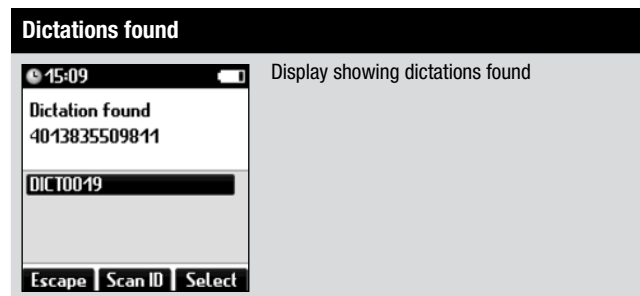 Dictations found
15:09
Display showing dictations found
Dictation found
4013835509811
DICT0019
Escape Scan ID Select